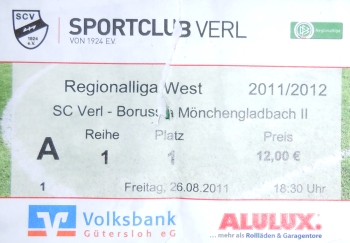 SCV
1924
e.V.
SPORTCLUB VERL
VON 1924 E.V.
Regionalliga
Regionalliga West 2011/2012
SC Verl - Boruss Mönchengladbach II
Reihe Platz Preis
A 1 1 12,00 €
1 Freitag, 26.08.2011 18:30 Uhr
Volksbank
Gütersloh eG
ALULUX.
... mehr als Rollläden & Garagentore